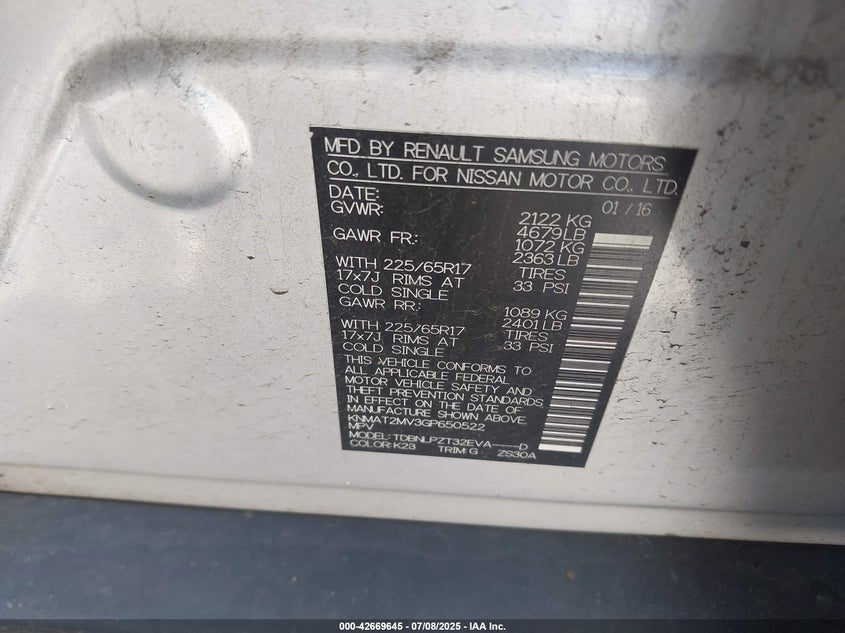 MFD BY RENAULT SAMSUNG MOTORS
CO., LTD. FOR NISSAN MOTOR CO., LTD.
DATE: 01/16
GVWR: 2122 KG
4679 LB
GAWR FR: 1072 KG
2363 LB
WITH 225/65R17 TIRES
17x7J RIMS AT 33 PSI
COLD SINGLE
GAWR RR: 1089 KG
2401 LB
WITH 225/65R17 TIRES
17x7J RIMS AT 33 PSI
COLD SINGLE
THIS VEHICLE CONFORMS TO
ALL APPLICABLE FEDERAL
MOTOR VEHICLE SAFETY AND
THEFT PREVENTION STANDARDS
IN EFFECT ON THE DATE OF
MANUFACTURE SHOWN ABOVE.
KNMAT2MV3GP650522
MPV
MODEL: TDBNLPZT32EVA----D
COLOR: K23 TRIM: G ZS30A
000-42669645 / 07/08/2025 - IAA Inc.